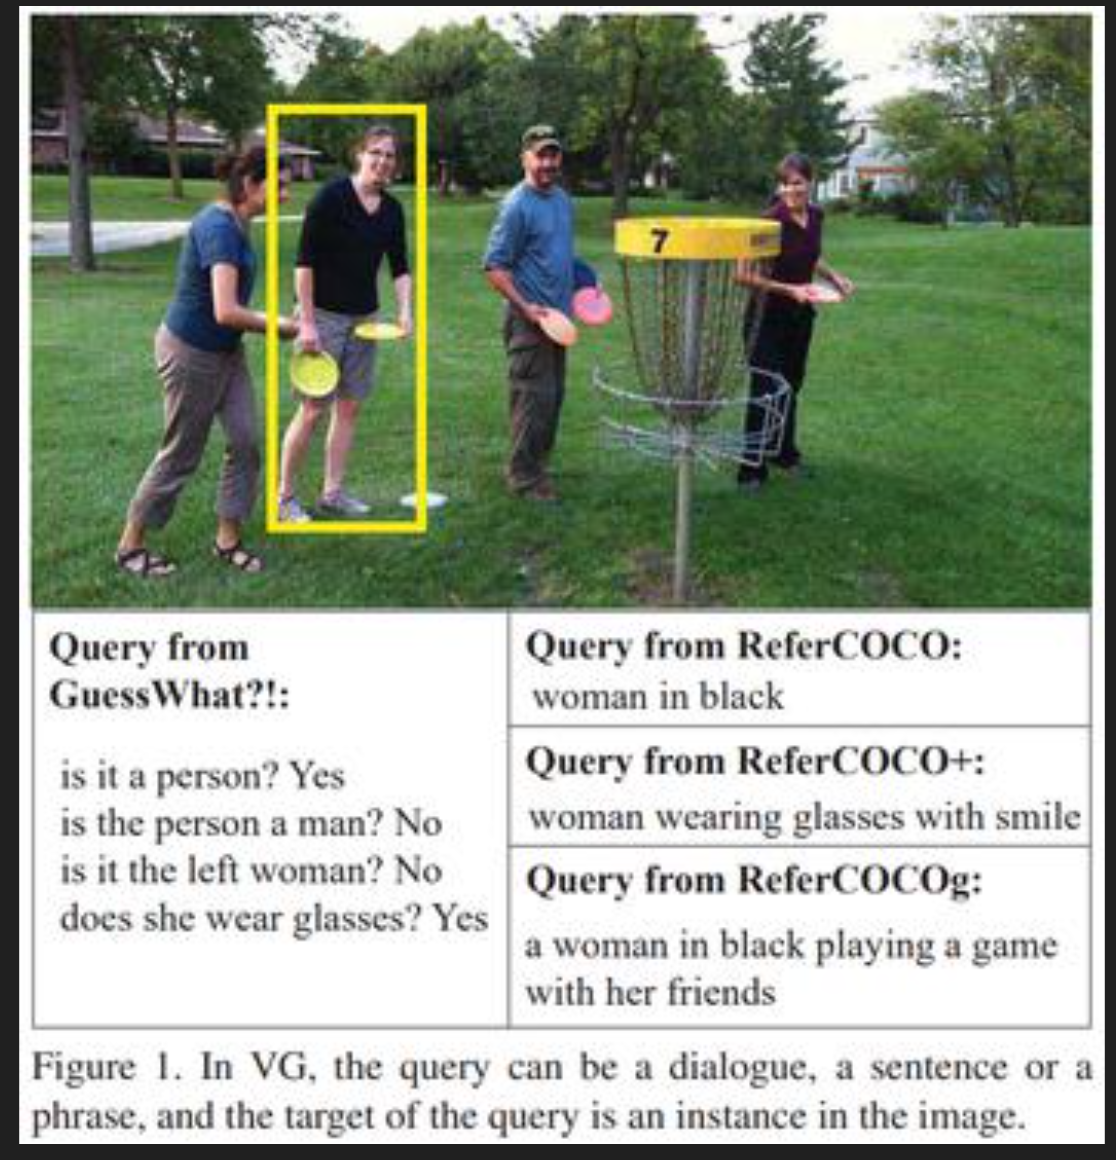 7
Query from
GuessWhat?!:
is it a person? Yes
is the person a man? No
is it the left woman? No
does she wear glasses? Yes
Query from ReferCOCO:
woman in black
Query from ReferCOCO+:
woman wearing glasses with smile
Query from ReferCOCOg:
a woman in black playing a game
with her friends
Figure 1. In VG, the query can be a dialogue, a sentence or a
phrase, and the target of the query is an instance in the image.